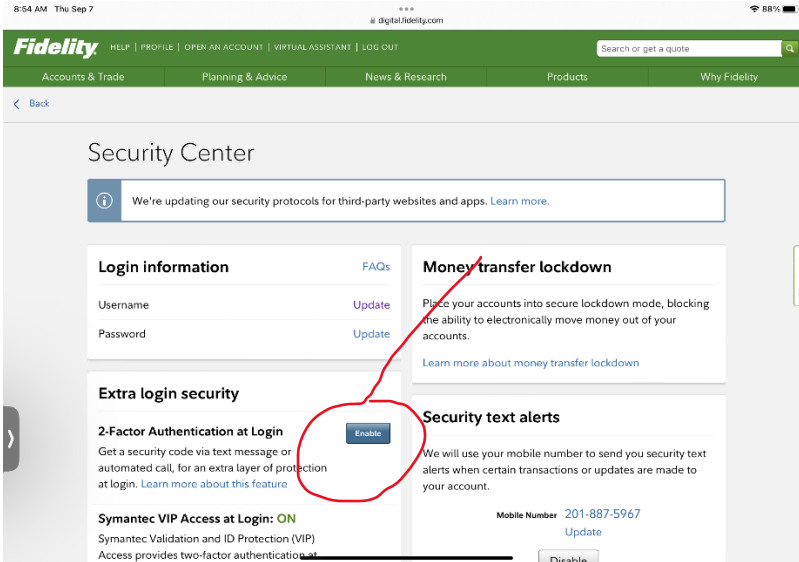 8:54 AM Thu Sep 7
88%
digital.fidelity.com
Fidelity HELP | PROFILE | OPEN AN ACCOUNT | VIRTUAL ASSISTANT | LOG OUT
Search or get a quote
Accounts & Trade Planning & Advice News & Research Products Why Fidelity
Back
Security Center
We're updating our security protocols for third-party websites and apps. Learn more.
Login information FAQs
Username Update
Password Update
Extra login security
2-Factor Authentication at Login Enable
Get a security code via text message or
automated call, for an extra layer of protection
at login. Learn more about this feature
Symantec VIP Access at Login: ON
Symantec Validation and ID Protection (VIP)
Access provides two-factor authentication at
Money transfer lockdown
Place your accounts into secure lockdown mode, blocking
the ability to electronically move money out of your
accounts.
Learn more about money transfer lockdown
Security text alerts
We will use your mobile number to send you security text
alerts when certain transactions or updates are made to
your account.
Mobile Number 201-887-5967
Update
Disable